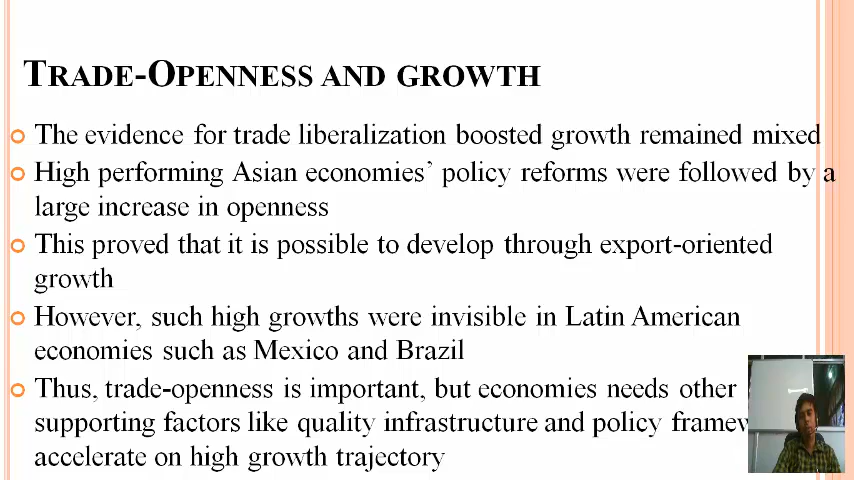 TRADE-OPENNESS AND GROWTH
The evidence for trade liberalization boosted growth remained mixed
High performing Asian economies' policy reforms were followed by a
large increase in openness
This proved that it is possible to develop through export-oriented
growth
However, such high growths were invisible in Latin American
economies such as Mexico and Brazil
Thus, trade-openness is important, but economies needs other
supporting factors like quality infrastructure and policy
accelerate on high growth trajectory